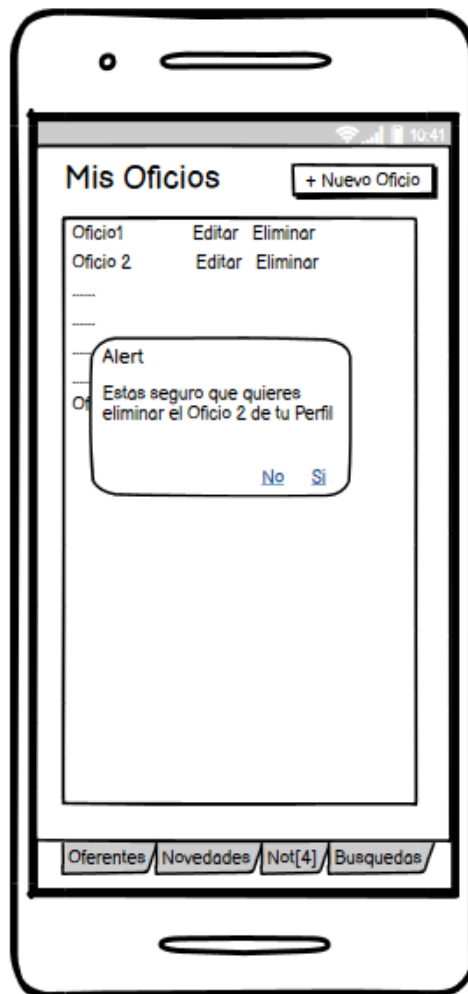 10:41
Mis Oficios
+ Nuevo Oficio
Oficio1 Editar Eliminar
Oficio 2 Editar Eliminar
-----
-----
----
----
Of
Alert
Estas seguro que quieres
eliminar el Oficio 2 de tu Perfil
No Si
Oferentes Novedades Not[4] Busquedas